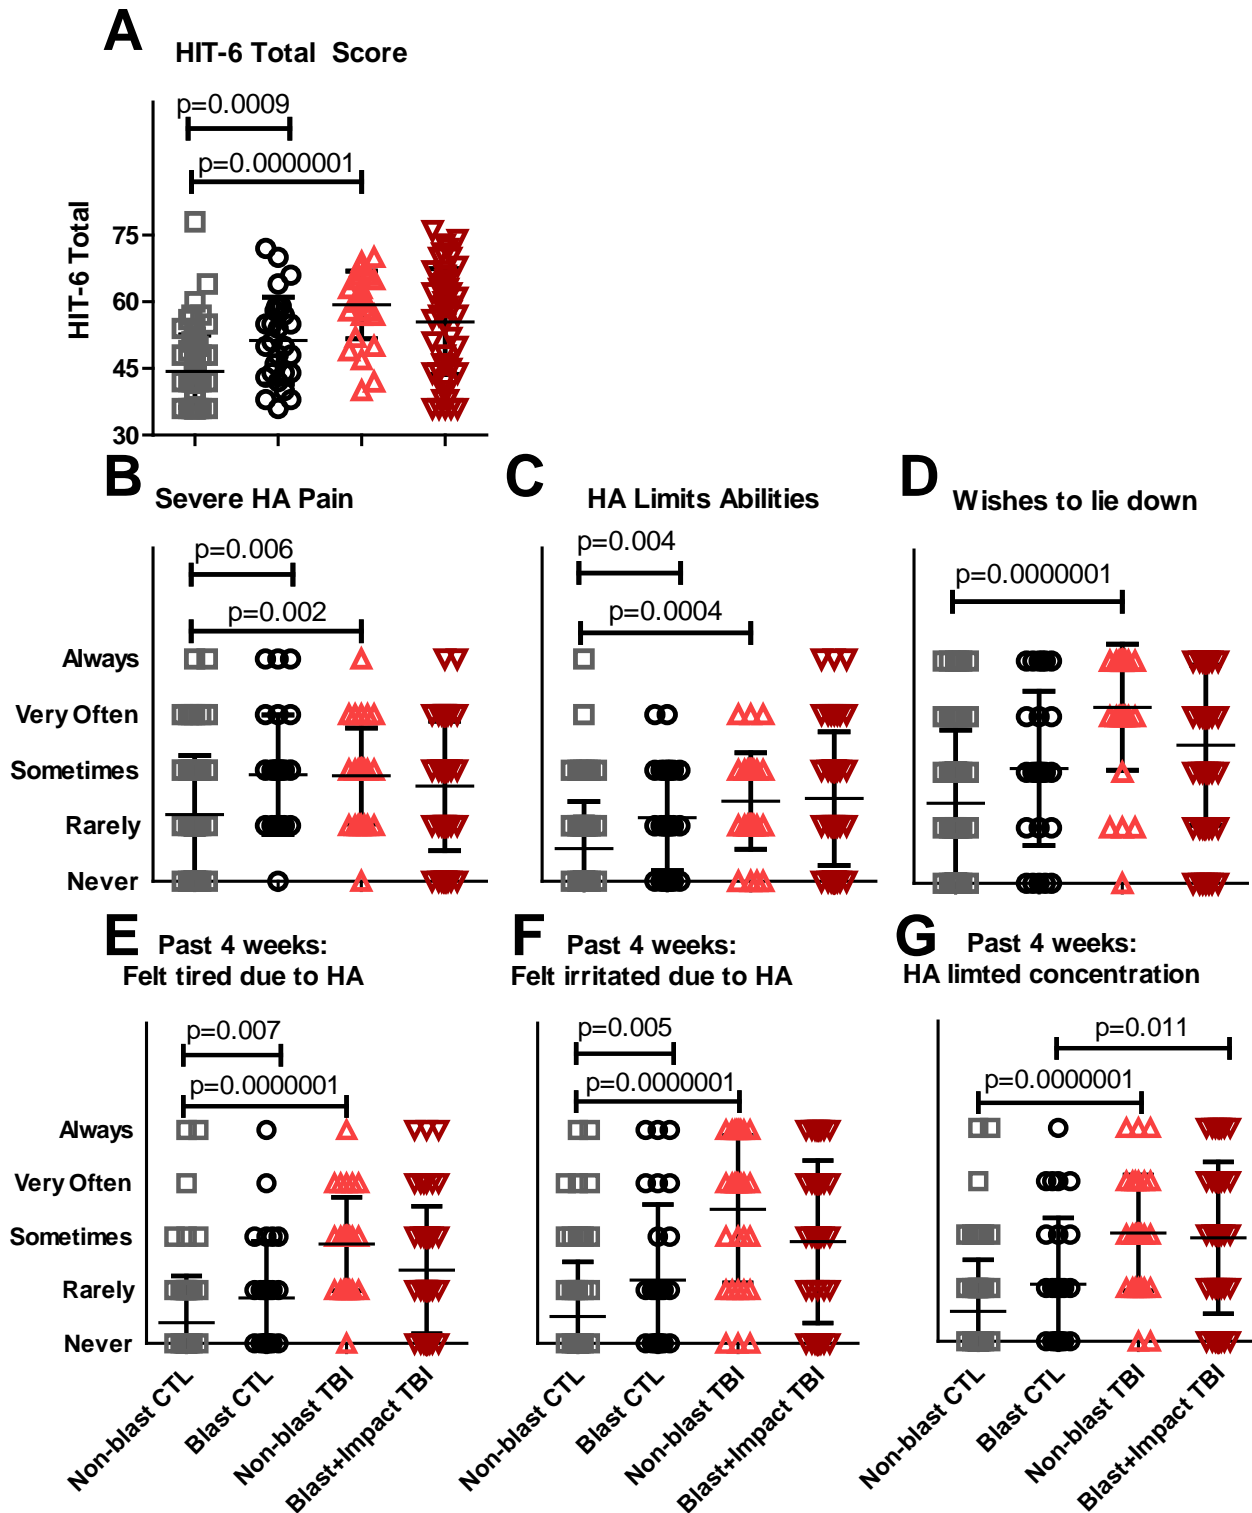 A
HIT-6 Total Score
p=0.0009
p=0.0000001
HIT-6 Total
75
60
45
30
B
Severe HA Pain
p=0.006
p=0.002
Always
Very Often
Sometimes
Rarely
Never
C
HA Limits Abilities
p=0.004
p=0.0004
D
Wishes to lie down
p=0.0000001
E
Past 4 weeks:
Felt tired due to HA
p=0.007
p=0.0000001
Always
Very Often
Sometimes
Rarely
Never
Non-blast CTL
Blast CTL
Non-blast TBI
Blast+Impact TBI
F
Past 4 weeks:
Felt irritated due to HA
p=0.005
p=0.0000001
Non-blast CTL
Blast CTL
Non-blast TBI
Blast+Impact TBI
G
Past 4 weeks:
HA limted concentration
p=0.011
p=0.0000001
Non-blast CTL
Blast CTL
Non-blast TBI
Blast+Impact TBI